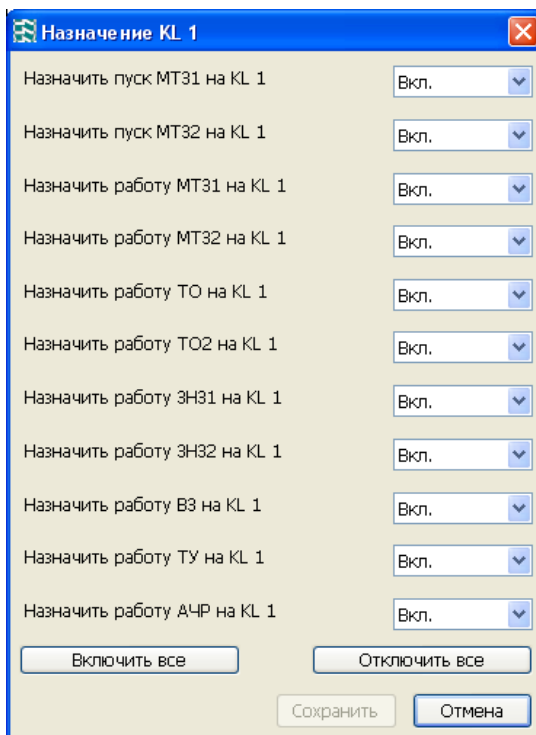 Назначение KL 1
Назначить пуск МТЗ1 на KL 1 Вкл.
Назначить пуск МТЗ2 на KL 1 Вкл.
Назначить работу МТЗ1 на KL 1 Вкл.
Назначить работу МТЗ2 на KL 1 Вкл.
Назначить работу ТО на KL 1 Вкл.
Назначить работу ТО2 на KL 1 Вкл.
Назначить работу ЗНЗ1 на KL 1 Вкл.
Назначить работу ЗНЗ2 на KL 1 Вкл.
Назначить работу ВЗ на KL 1 Вкл.
Назначить работу ТУ на KL 1 Вкл.
Назначить работу АЧР на KL 1 Вкл.
Включить все Отключить все
Сохранить Отмена